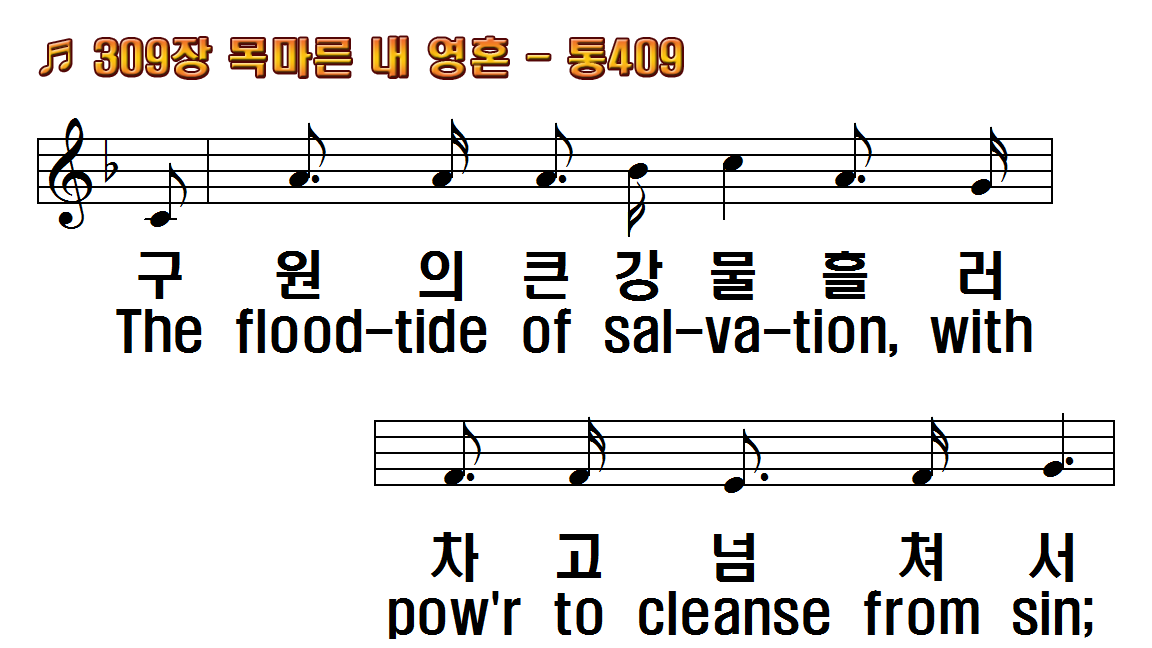 ♬ 309장 목마른 내 영혼 - 통409
구 원 의 큰 강 물 흘 러
The flood-tide of sal-va-tion, with
차 고 넘 쳐 서
pow'r to cleanse from sin;